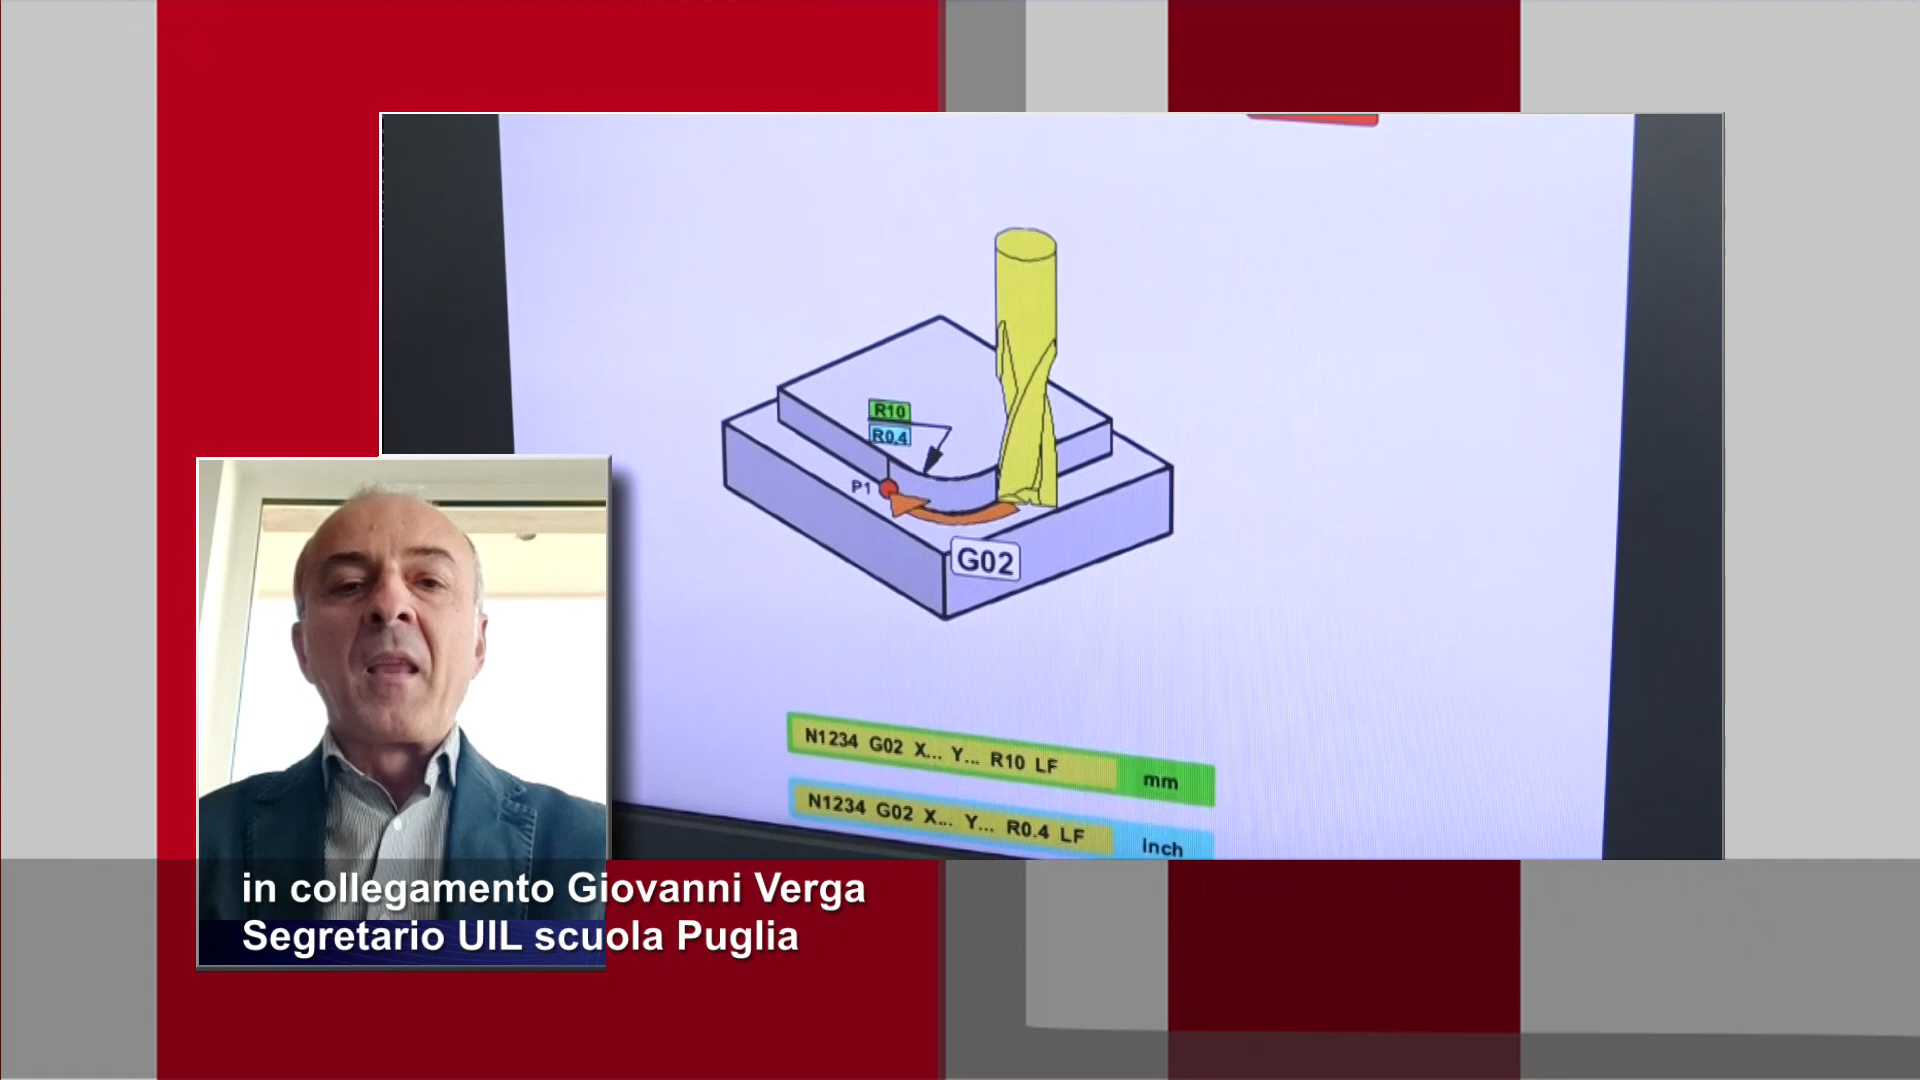 R10
R0.4
P1
G02
N1234 G02 X... Y... R10 LF mm
N1234 G02 X... Y... R0.4 LF inch
in collegamento Giovanni Verga
Segretario UIL scuola Puglia